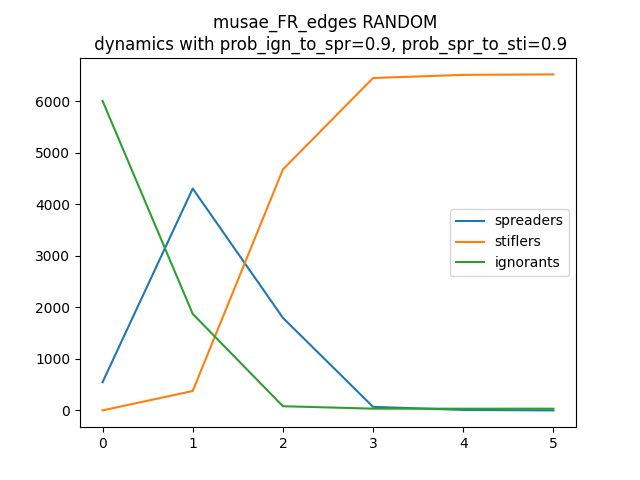 musae_FR_edges RANDOM
dynamics with prob_ign_to_spr=0.9, prob_spr_to_sti=0.9
6000
5000
4000
3000
2000
1000
0
spreaders
stiflers
ignorants
0 1 2 3 4 5